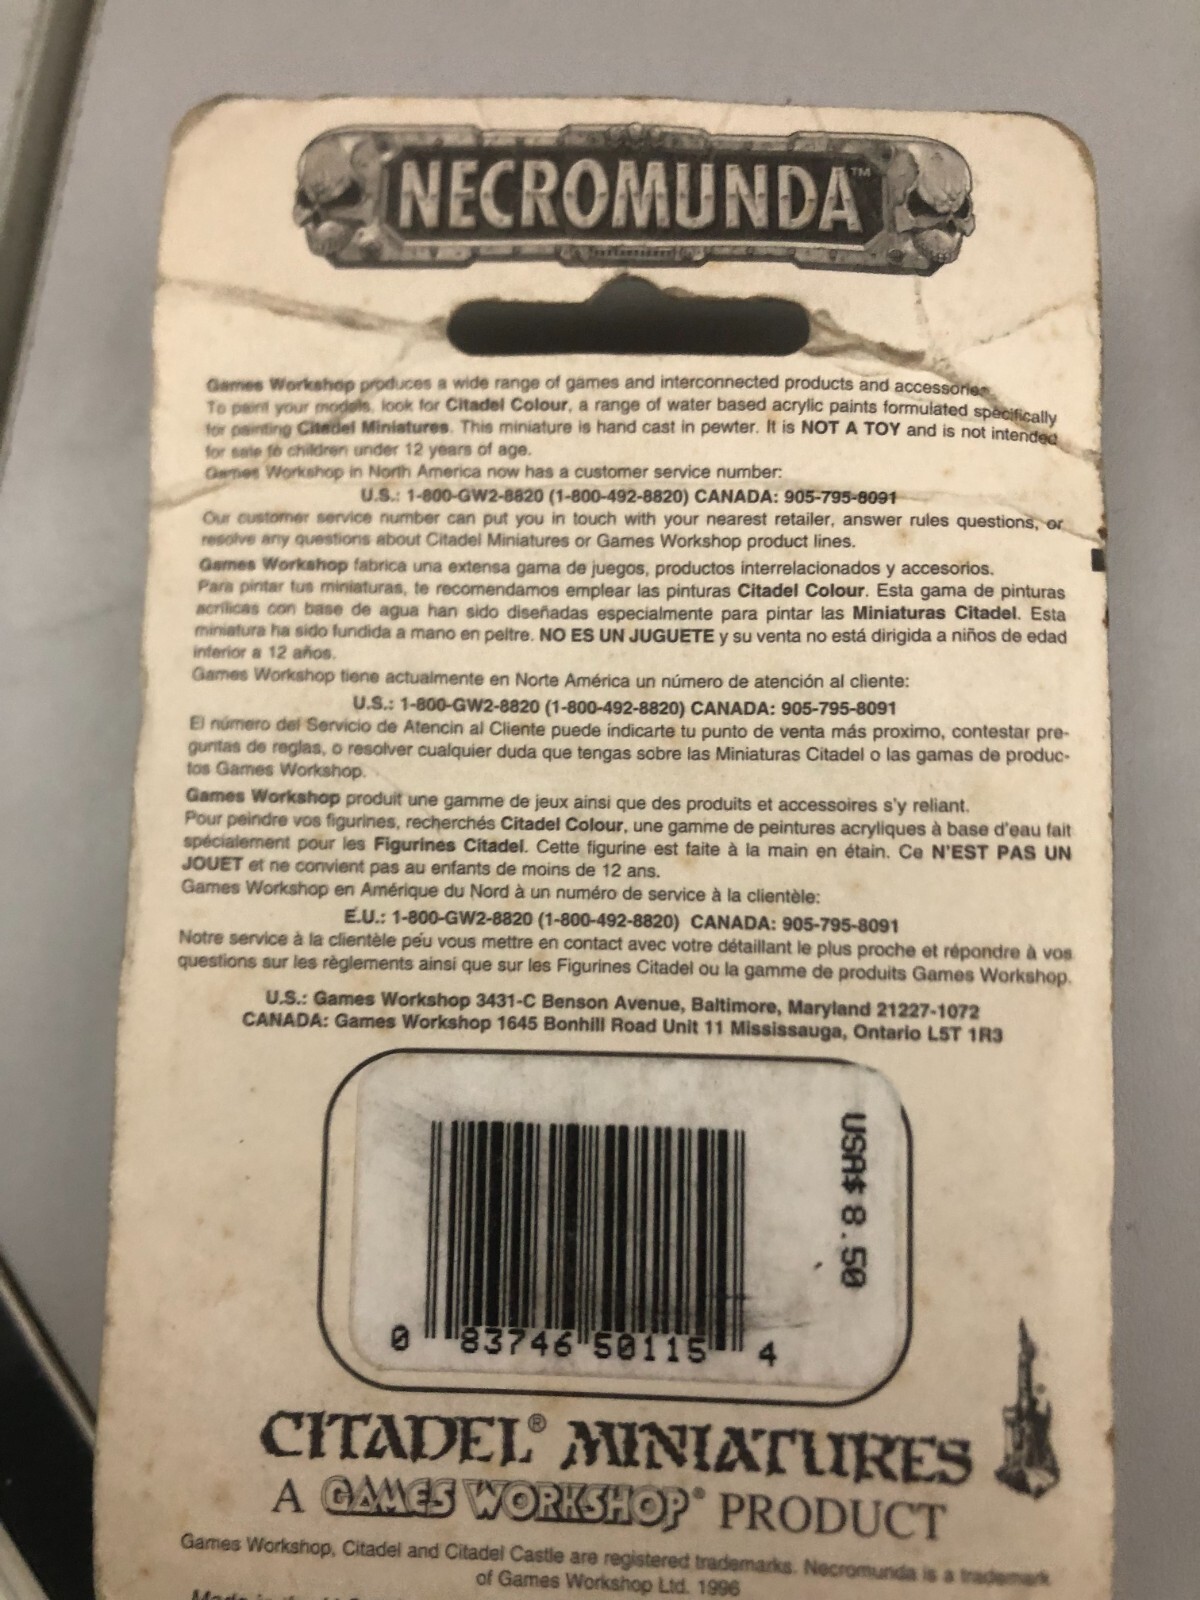 NECROMUNDA™
Games Workshop produces a wide range of games and interconnected products and accessories.
To paint your models, look for Citadel Colour, a range of water based acrylic paints formulated specifically
for painting Citadel Miniatures. This miniature is hand cast in pewter. It is NOT A TOY and is not intended
for sale to children under 12 years of age.
Games Workshop in North America now has a customer service number:
U.S.: 1-800-GW2-8820 (1-800-492-8820) CANADA: 905-795-8091
Our customer service number can put you in touch with your nearest retailer, answer rules questions, or
resolve any questions about Citadel Miniatures or Games Workshop product lines.
Games Workshop fabrica una extensa gama de juegos, productos interrelacionados y accesorios.
Para pintar tus miniaturas, te recomendamos emplear las pinturas Citadel Colour. Esta gama de pinturas
acrílicas con base de agua han sido diseñadas especialmente para pintar las Miniaturas Citadel. Esta
miniatura ha sido fundida a mano en peltre. NO ES UN JUGUETE y su venta no está dirigida a niños de edad
inferior a 12 años.
Games Workshop tiene actualmente en Norte América un número de atención al cliente:
U.S.: 1-800-GW2-8820 (1-800-492-8820) CANADA: 905-795-8091
El número del Servicio de Atencin al Cliente puede indicarte tu punto de venta más proximo, contestar pre-
guntas de reglas, o resolver cualquier duda que tengas sobre las Miniaturas Citadel o las gamas de produc-
tos Games Workshop.
Games Workshop produit une gamme de jeux ainsi que des produits et accessoires s'y reliant.
Pour peindre vos figurines, recherchés Citadel Colour, une gamme de peintures acryliques à base d'eau fait
spécialement pour les Figurines Citadel. Cette figurine est faite à la main en étain. Ce N'EST PAS UN
JOUET et ne convient pas au enfants de moins de 12 ans.
Games Workshop en Amérique du Nord à un numéro de service à la clientèle:
E.U.: 1-800-GW2-8820 (1-800-492-8820) CANADA: 905-795-8091
Notre service à la clientèle peu vous mettre en contact avec votre détaillant le plus proche et répondre à vos
questions sur les règlements ainsi que sur les Figurines Citadel ou la gamme de produits Games Workshop.
U.S.: Games Workshop 3431-C Benson Avenue, Baltimore, Maryland 21227-1072
CANADA: Games Workshop 1645 Bonhill Road Unit 11 Mississauga, Ontario L5T 1R3
USA$ 8.50
0 83746 50115 4
CITADEL® MINIATURES
A GAMES WORKSHOP® PRODUCT
Games Workshop, Citadel and Citadel Castle are registered trademarks. Necromunda is a trademark
of Games Workshop Ltd. 1996
Made in the